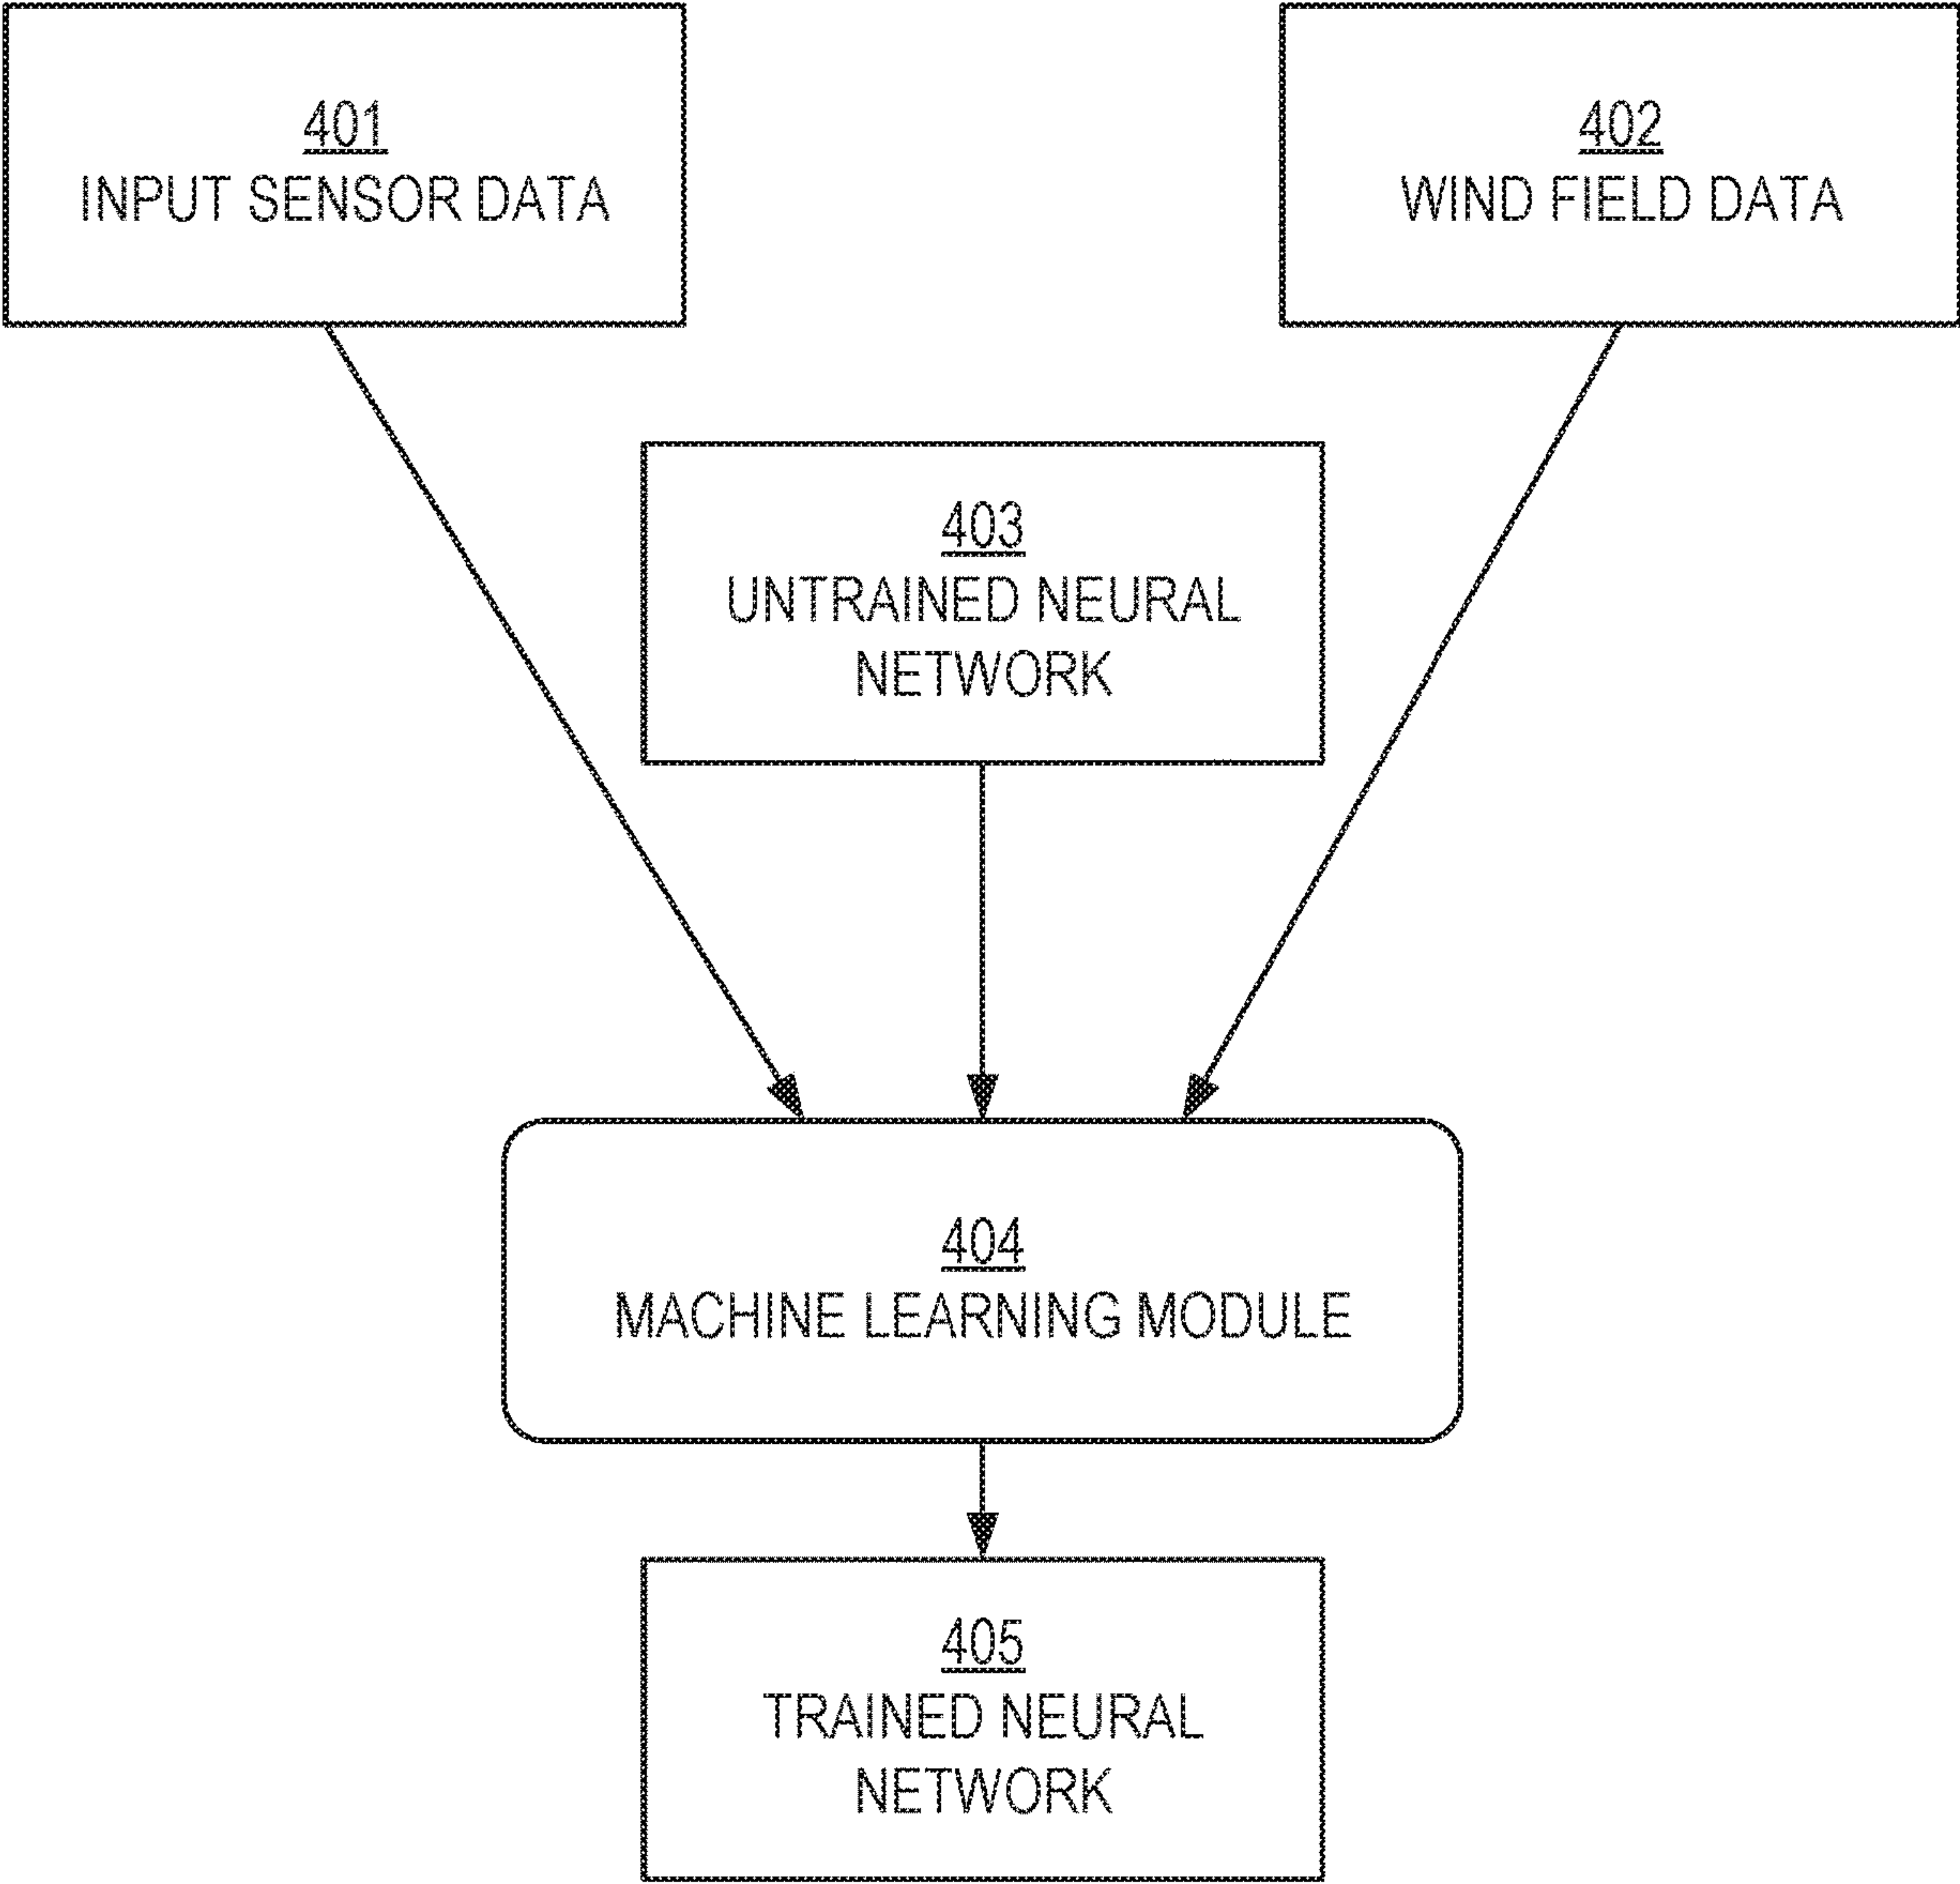 401
INPUT SENSOR DATA
402
WIND FIELD DATA
403
UNTRAINED NEURAL
NETWORK
404
MACHINE LEARNING MODULE
405
TRAINED NEURAL
NETWORK